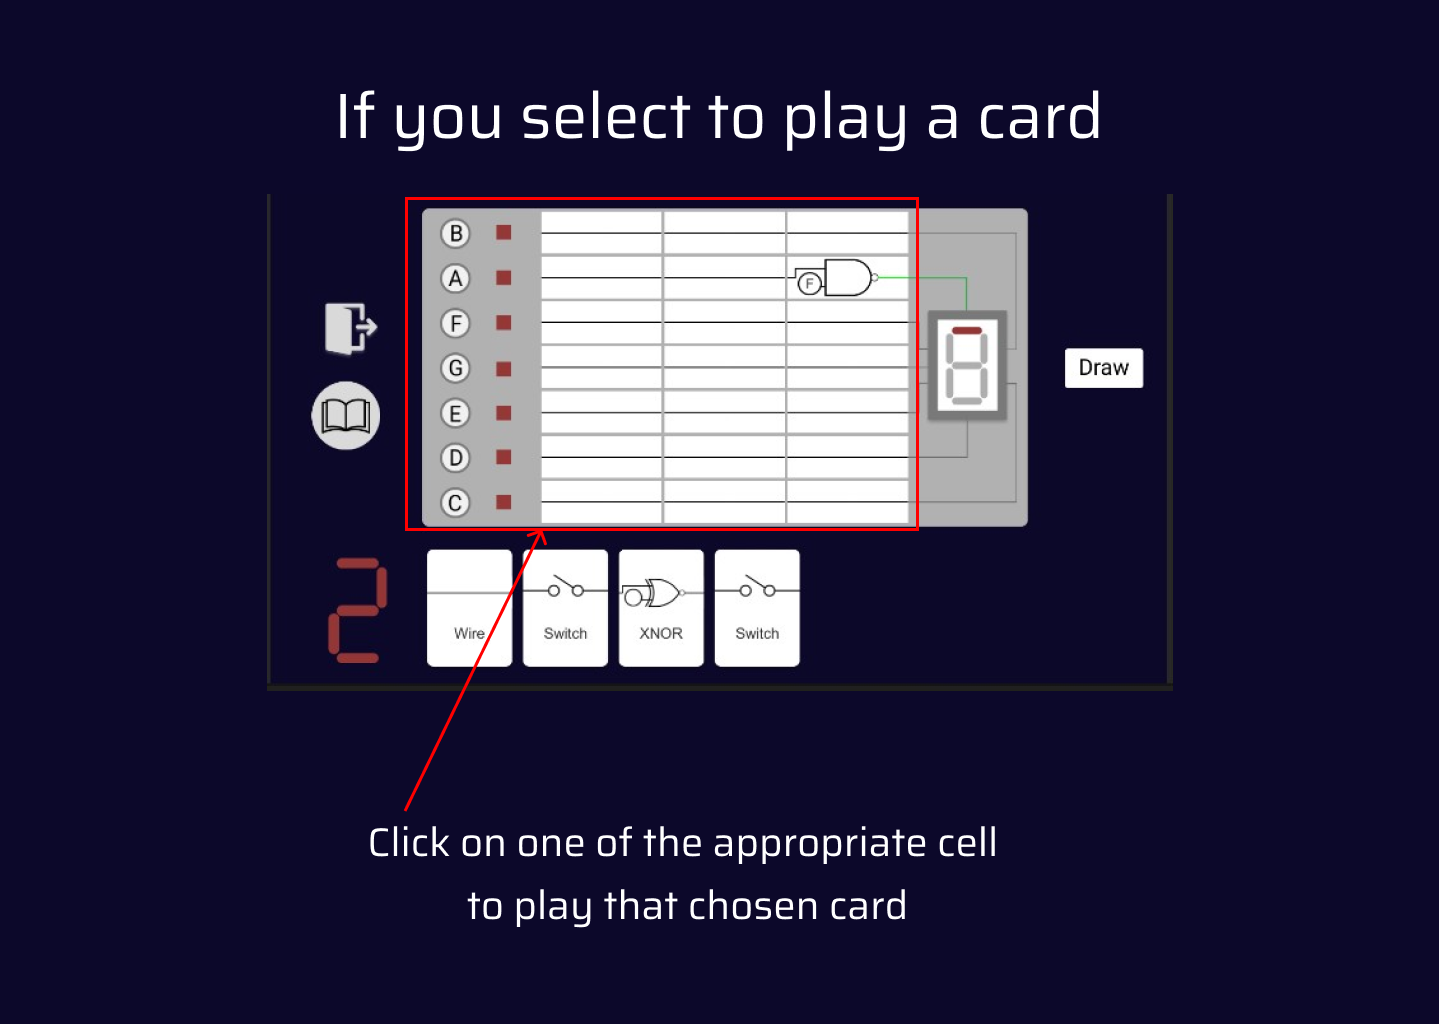 If you select to play a card
B
A
F
F
G
E
D
C
Draw
2
Wire
Switch
XNOR
Switch
Click on one of the appropriate cell
to play that chosen card